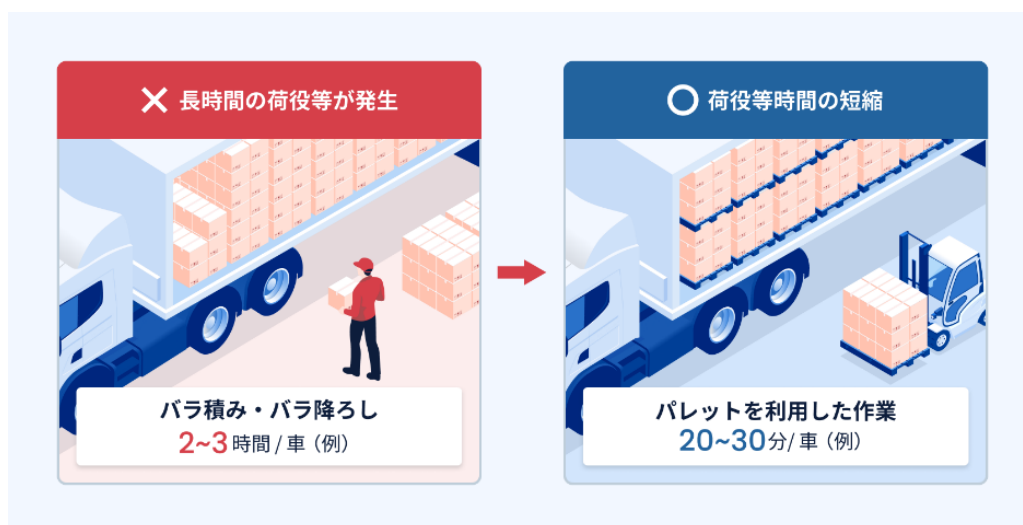 × 長時間の荷役等が発生
バラ積み・バラ降ろし
2~3時間 / 車 (例)
〇 荷役等時間の短縮
パレットを利用した作業
20~30分/ 車 (例)